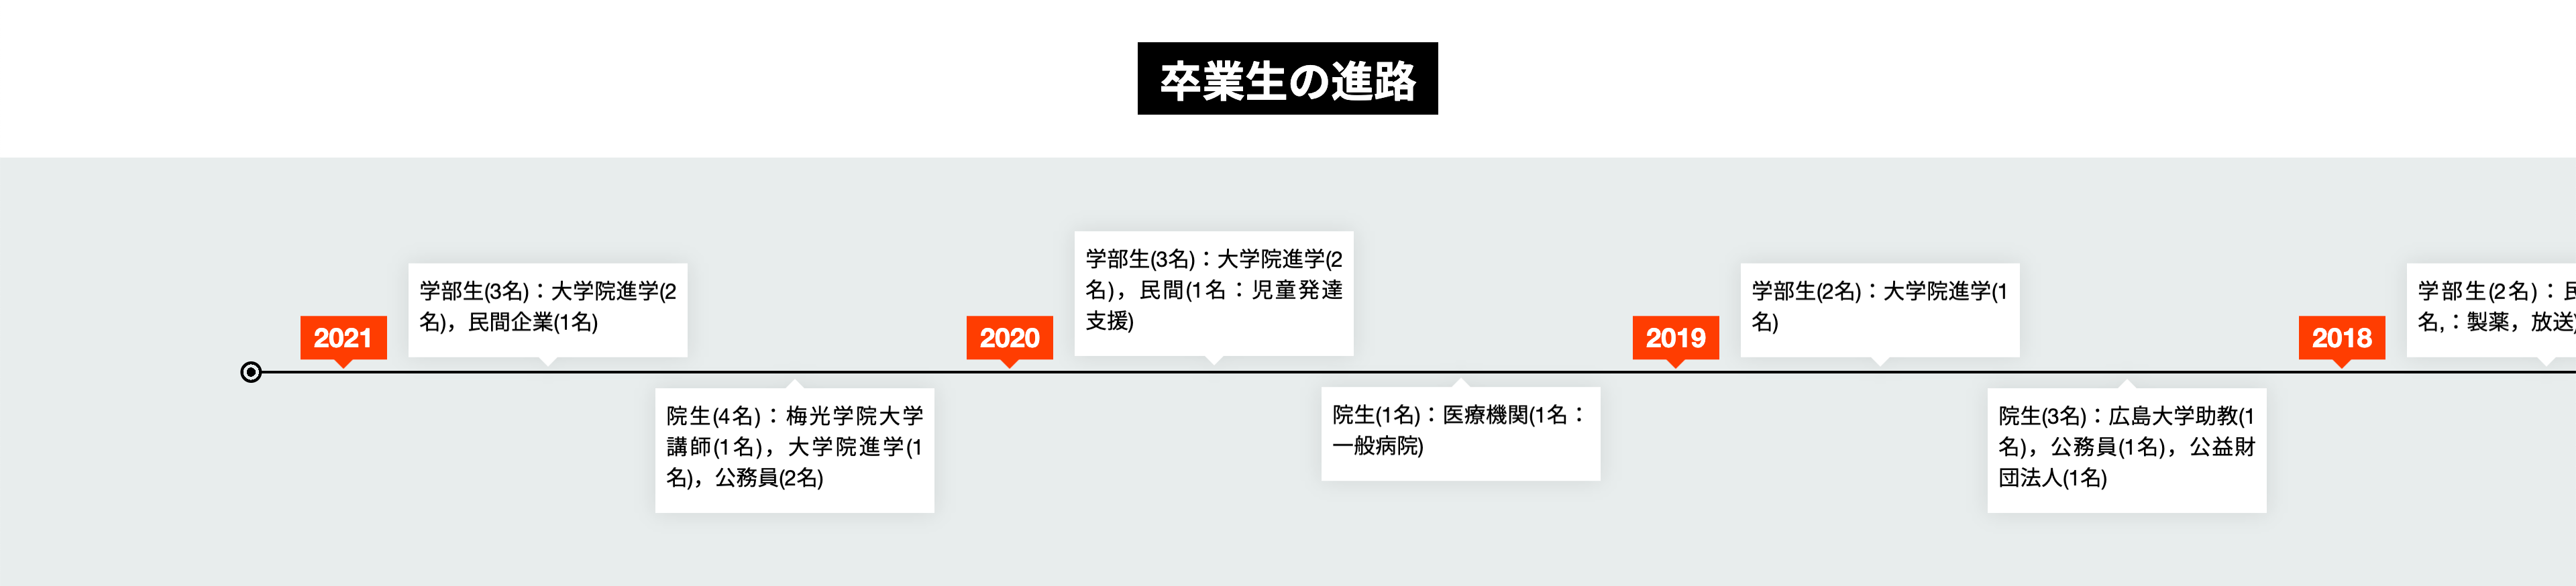 卒業生の進路
2021
学部生(3名)：大学院進学(2
名)，民間企業(1名)
院生(4名)：梅光学院大学
講師(1名)，大学院進学(1
名)，公務員(2名)
2020
学部生(3名)：大学院進学(2
名)，民間(1名：児童発達
支援)
院生(1名)：医療機関(1名：
一般病院)
2019
学部生(2名)：大学院進学(1
名)
院生(3名)：広島大学助教(1
名)，公務員(1名)，公益財
団法人(1名)
2018
学部生(2名)：
名,：製薬，放送)